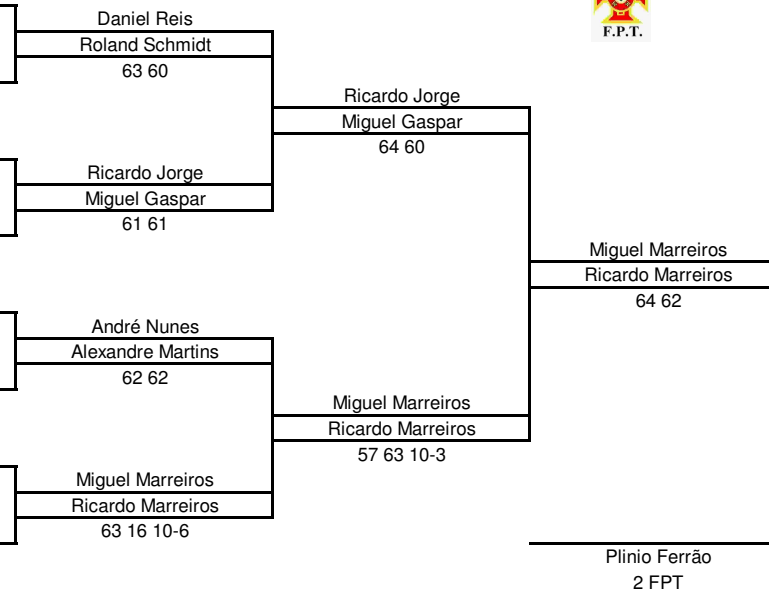 F.P.T.
Daniel Reis
Roland Schmidt
63 60
Ricardo Jorge
Miguel Gaspar
64 60
Ricardo Jorge
Miguel Gaspar
61 61
Miguel Marreiros
Ricardo Marreiros
64 62
André Nunes
Alexandre Martins
62 62
Miguel Marreiros
Ricardo Marreiros
57 63 10-3
Miguel Marreiros
Ricardo Marreiros
63 16 10-6
Plinio Ferrão
2 FPT